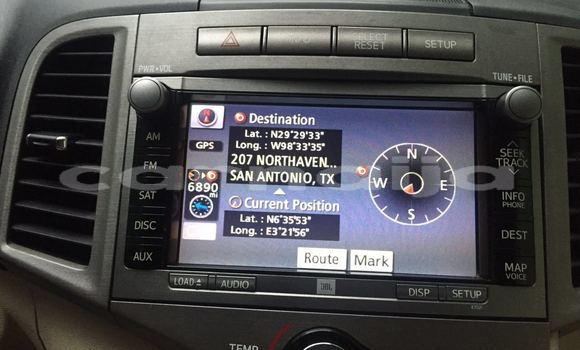 INFO
SELECT
RESET
SETUP
PWR•VOL
TUNE•FILE
AM
FM
SAT
DISC
AUX
N
GPS
6890
mi
Destination
Lat. : N29°29'33"
Long. : W98°33'35"
207 NORTHAVEN...
SAN ANTONIO, TX
Current Position
Lat. : N6°35'53"
Long. : E3°21'56"
Route
Mark
N
W
E
S
SEEK
TRACK
INFO
PHONE
DEST
MAP
VOICE
LOAD
AUDIO
JBL
DISP
SETUP
TEMP